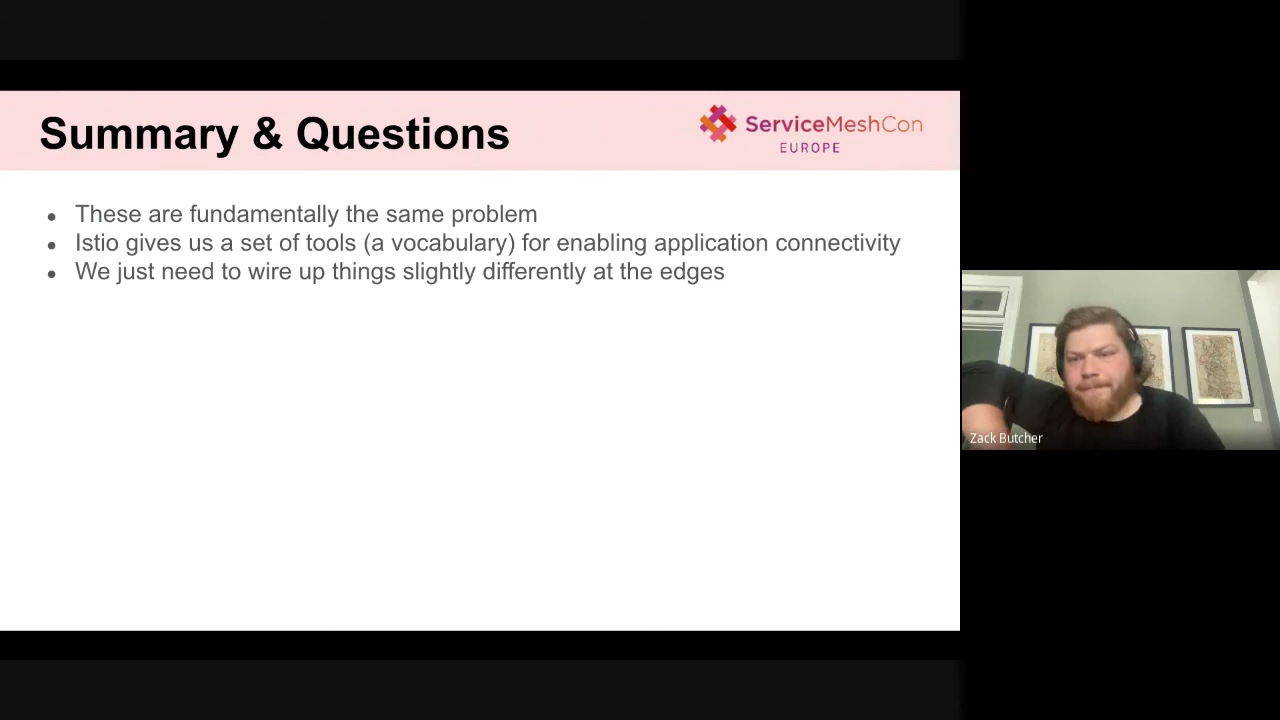 Summary & Questions
ServiceMeshCon
EUROPE
● These are fundamentally the same problem
● Istio gives us a set of tools (a vocabulary) for enabling application connectivity
● We just need to wire up things slightly differently at the edges
Zack Butcher